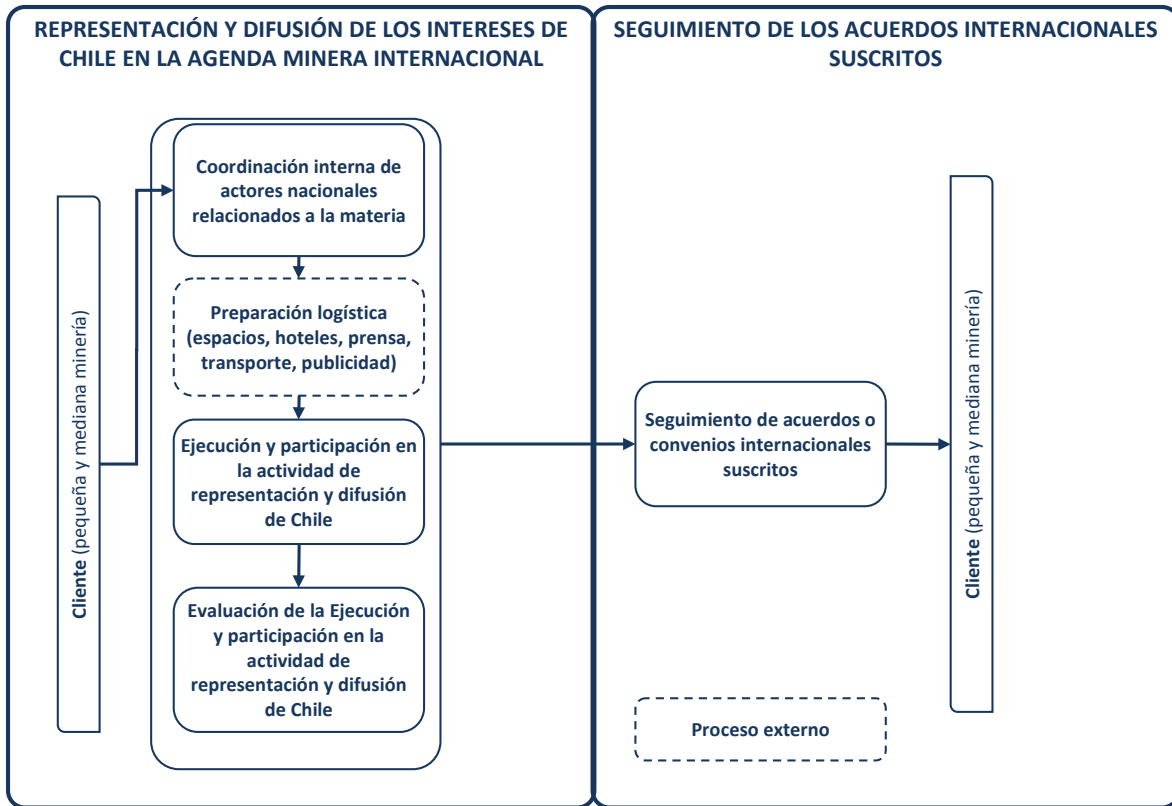 REPRESENTACIÓN Y DIFUSIÓN DE LOS INTERESES DE
CHILE EN LA AGENDA MINERA INTERNACIONAL
Cliente (pequeña y mediana minería)
Coordinación interna de
actores nacionales
relacionados a la materia
Preparación logística
(espacios, hoteles, prensa,
transporte, publicidad)
Ejecución y participación en
la actividad de
representación y difusión
de Chile
Evaluación de la Ejecución
y participación en la
actividad de
representación y difusión
de Chile
SEGUIMIENTO DE LOS ACUERDOS INTERNACIONALES
SUSCRITOS
Seguimiento de acuerdos o
convenios internacionales
suscritos
Cliente (pequeña y mediana minería)
Proceso externo